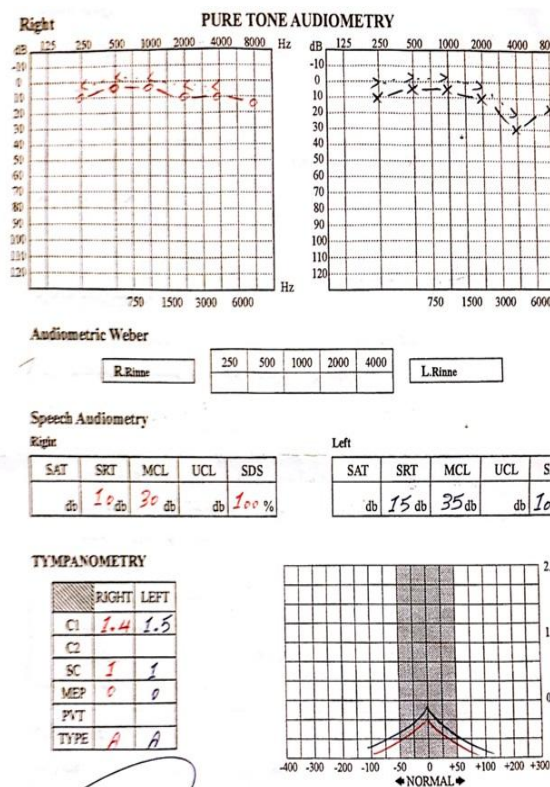 PURE TONE AUDIOMETRY
Right
dB 125 250 500 1000 2000 4000 8000 Hz
-10
0
10
20
30
40
50
60
70
80
90
100
110
120
Hz
750 1500 3000 6000
dB 125 250 500 1000 2000 4000
-10
0
10
20
30
40
50
60
70
80
90
100
110
120
750 1500 3000 6000
Audiometric Weber
R.Rinne
250 500 1000 2000 4000
L.Rinne
Speech Audiometry
Right
SAT SRT MCL UCL SDS
db 10 db 30 db db 100 %
Left
SAT SRT MCL UCL
db 15 db 35 db db
TYMPANOMETRY
RIGHT LEFT
C1 1.4 1.5
C2
SC 1 1
MEP 0 0
PVT
TYPE A A
-400 -300 -200 -100 -50 0 +50 +100 +200 +300
NORMAL